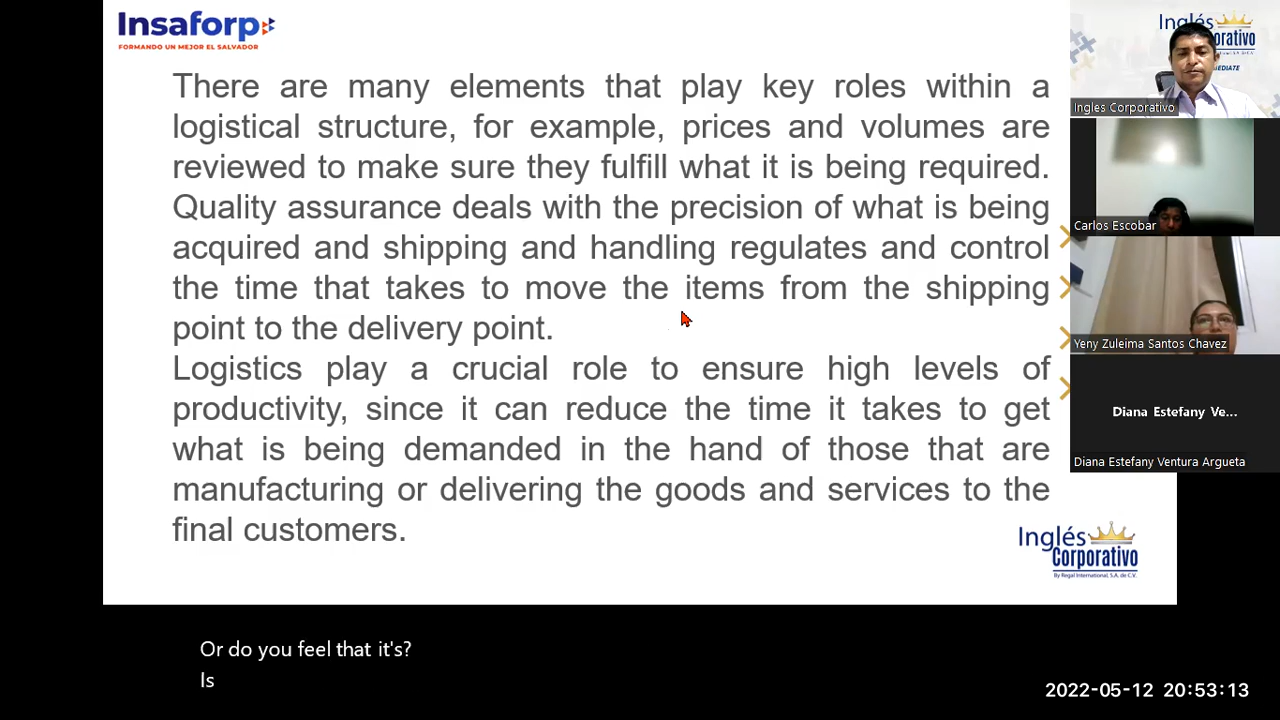 Insaforp
FORMANDO UN MEJOR EL SALVADOR
There are many elements that play key roles within a
logistical structure, for example, prices and volumes are
reviewed to make sure they fulfill what it is being required.
Quality assurance deals with the precision of what is being
acquired and shipping and handling regulates and control
the time that takes to move the items from the shipping
point to the delivery point.
Logistics play a crucial role to ensure high levels of
productivity, since it can reduce the time it takes to get
what is being demanded in the hand of those that are
manufacturing or delivering the goods and services to the
final customers.
Inglés
Corporativo
By Regal International, S.A. de C.V.
Inglés
orativo
MEDIATE
Ingles Corporativo
Carlos Escobar
Yeny Zuleima Santos Chavez
Diana Estefany Ve...
Diana Estefany Ventura Argueta
Or do you feel that it's?
Is
2022-05-12 20:53:13